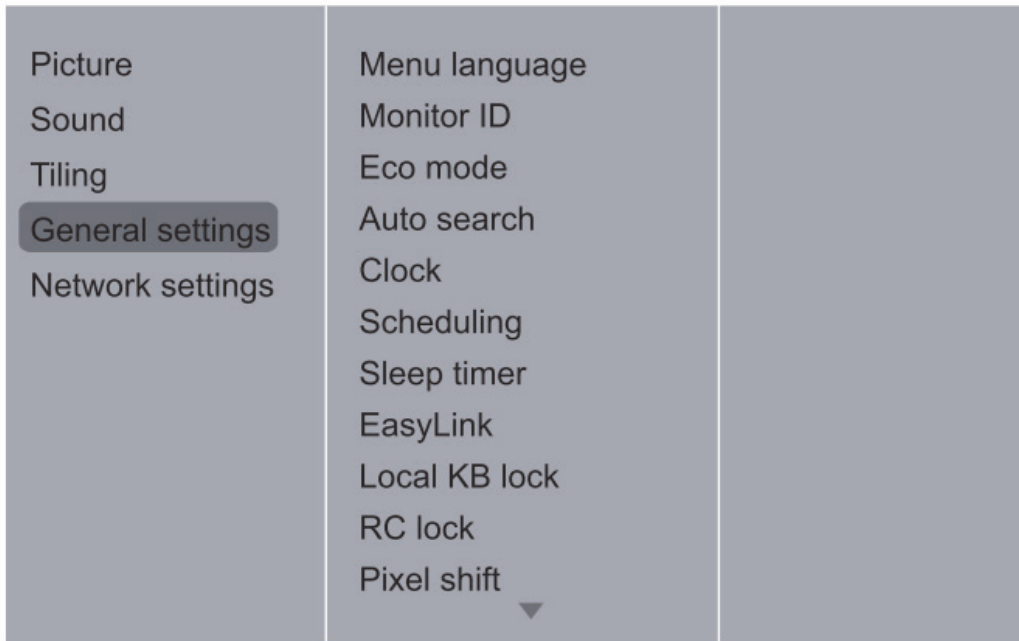 Picture
Sound
Tiling
General settings
Network settings
Menu language
Monitor ID
Eco mode
Auto search
Clock
Scheduling
Sleep timer
EasyLink
Local KB lock
RC lock
Pixel shift